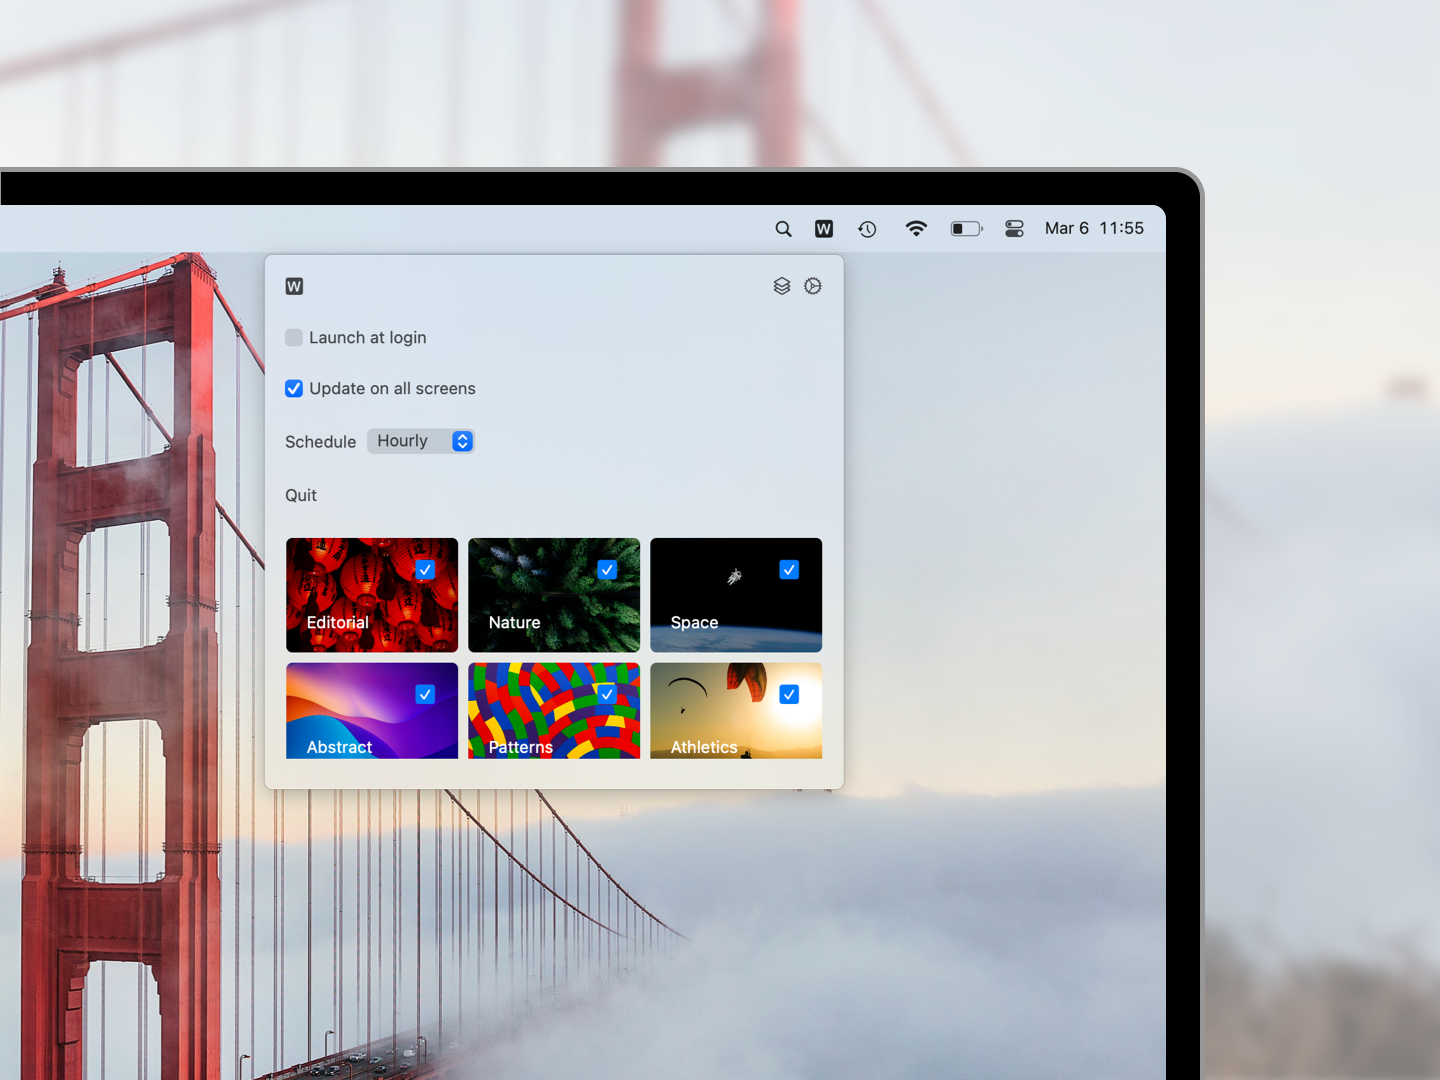 W
Mar 6 11:55
W
Launch at login
Update on all screens
Schedule Hourly
Quit
Editorial
Nature
Space
Abstract
Patterns
Athletics